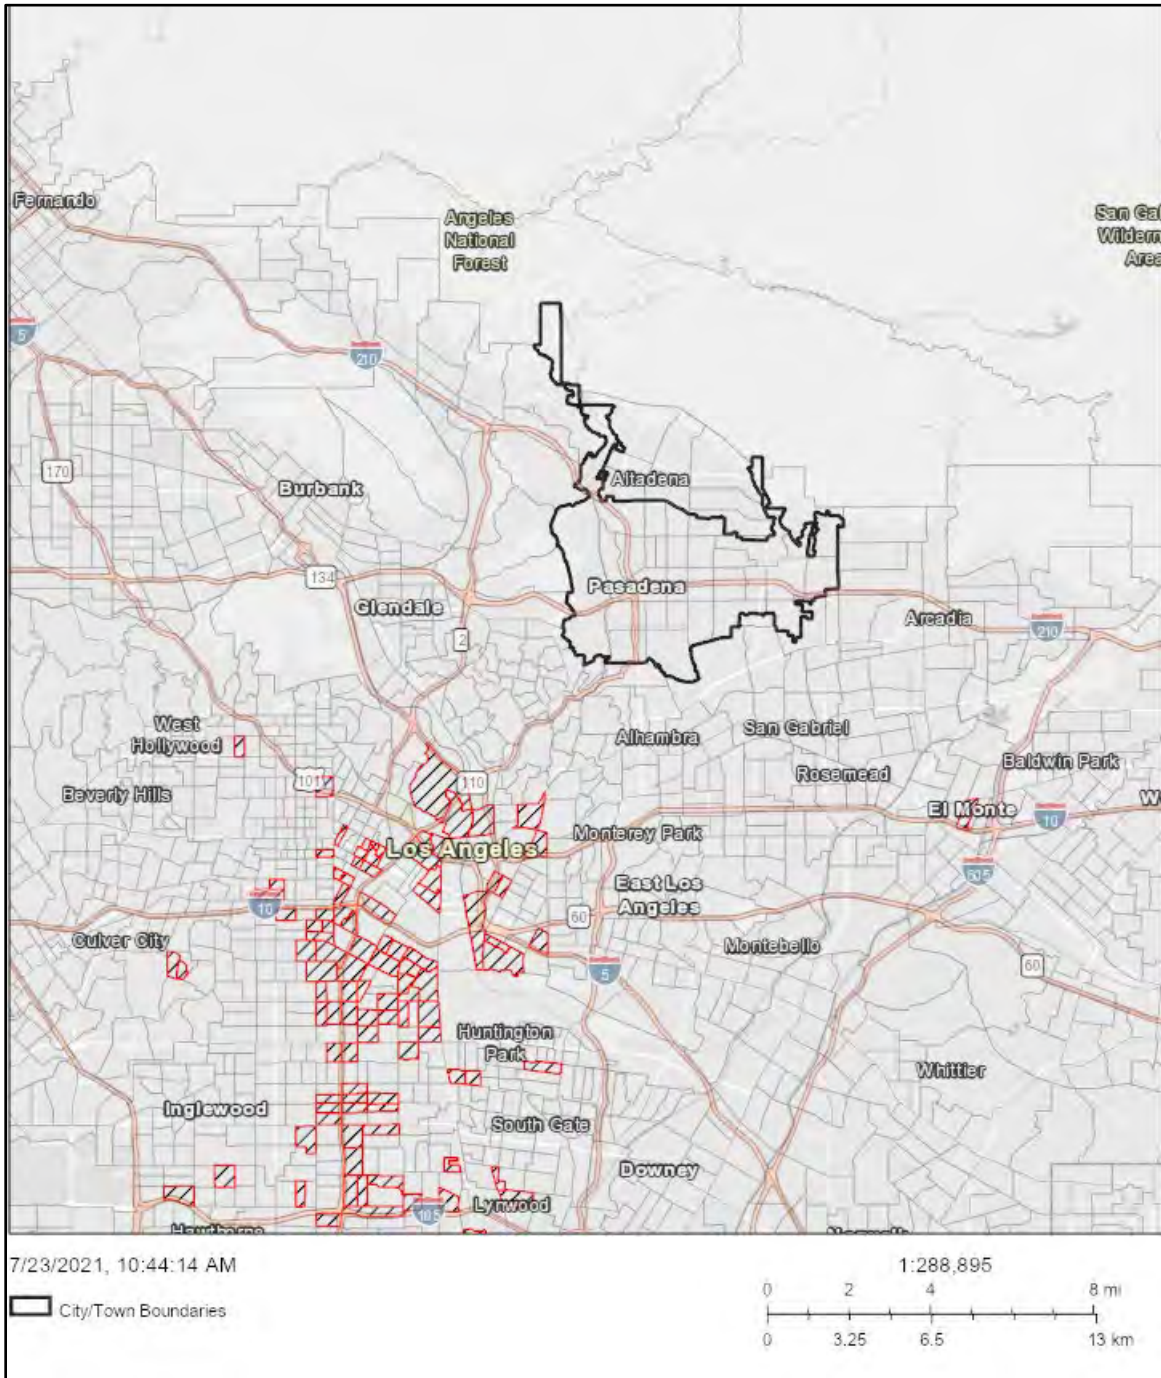 Fernando
Angeles
National
Forest
San Ga
Wildern
Area
5
210
170
Burbank
Altadena
134
Pasadena
Glendale
Arcadia
210
2
West
Hollywood
Alhambra
San Gabriel
Baldwin Park
Rosemead
101
110
Beverly Hills
El Monte
10
W
Monterey Park
Los Angeles
605
East Los
Angeles
10
60
Culver City
Montebello
5
60
Huntington
Park
Whittier
Inglewood
South Gate
Downey
Lynwood
105
Hawthorne
Norwalk
7/23/2021, 10:44:14 AM
City/Town Boundaries
1:288,895
0 2 4 8 mi
0 3.25 6.5 13 km